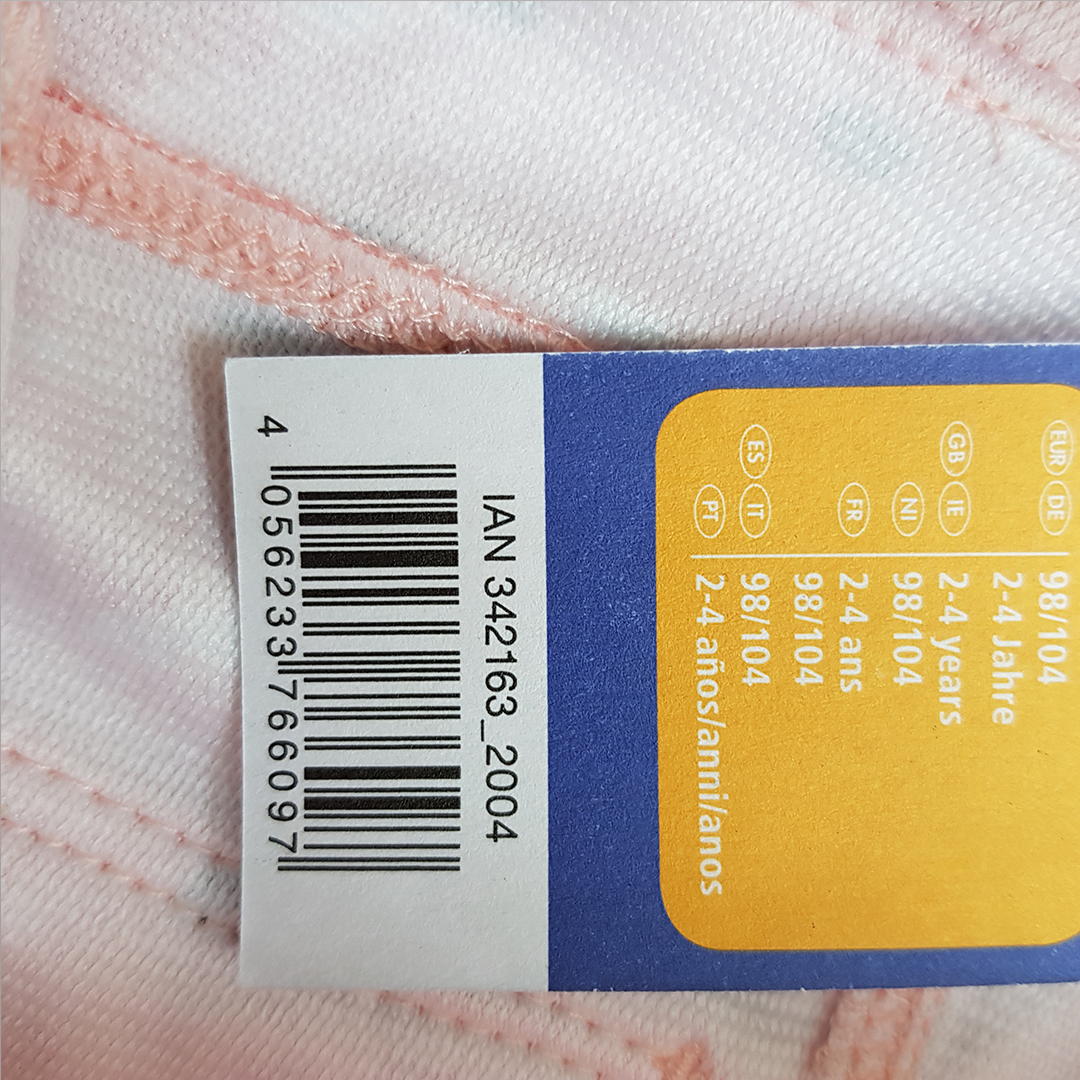 EUR DE 98/104
2-4 Jahre
GB IE 2-4 years
NI 98/104
FR 2-4 ans
98/104
ES IT 98/104
PT 2-4 años/anni/anos
IAN 342163_2004
4 056233 766097